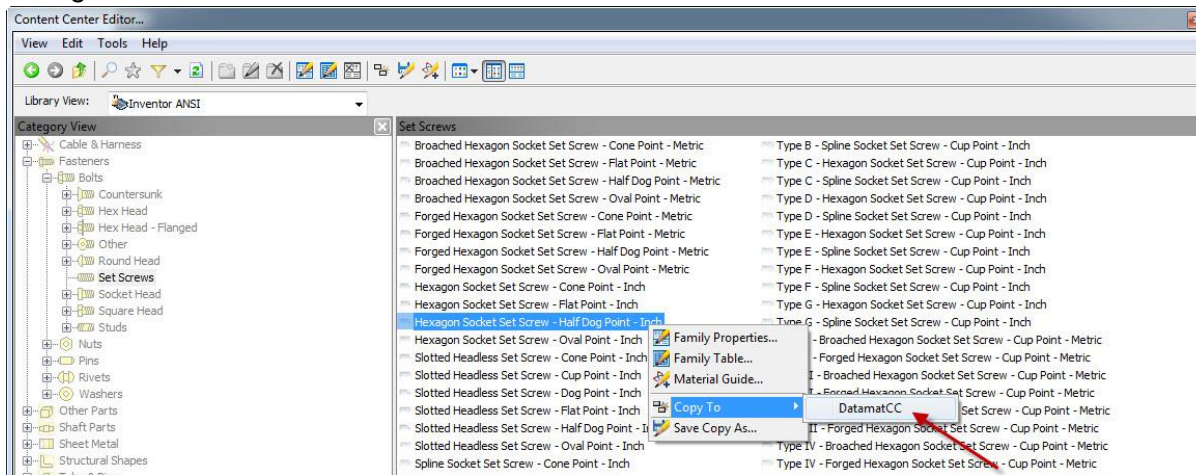 Content Center Editor...
View Edit Tools Help
Library View: Inventor ANSI
Category View
Cable & Harness
Fasteners
Bolts
Countersunk
Hex Head
Hex Head - Flanged
Other
Round Head
Set Screws
Socket Head
Square Head
Studs
Nuts
Pins
Rivets
Washers
Other Parts
Shaft Parts
Sheet Metal
Structural Shapes
Set Screws
Broached Hexagon Socket Set Screw - Cone Point - Metric
Broached Hexagon Socket Set Screw - Flat Point - Metric
Broached Hexagon Socket Set Screw - Half Dog Point - Metric
Broached Hexagon Socket Set Screw - Oval Point - Metric
Forged Hexagon Socket Set Screw - Cone Point - Metric
Forged Hexagon Socket Set Screw - Flat Point - Metric
Forged Hexagon Socket Set Screw - Half Dog Point - Metric
Forged Hexagon Socket Set Screw - Oval Point - Metric
Hexagon Socket Set Screw - Cone Point - Inch
Hexagon Socket Set Screw - Flat Point - Inch
Hexagon Socket Set Screw - Half Dog Point - Inch
Hexagon Socket Set Screw - Oval Point - Inch
Slotted Headless Set Screw - Cone Point - Inch
Slotted Headless Set Screw - Cup Point - Inch
Slotted Headless Set Screw - Dog Point - Inch
Slotted Headless Set Screw - Flat Point - Inch
Slotted Headless Set Screw - Half Dog Point - I
Slotted Headless Set Screw - Oval Point - Inch
Spline Socket Set Screw - Cone Point - Inch
Type B - Spline Socket Set Screw - Cup Point - Inch
Type C - Hexagon Socket Set Screw - Cup Point - Inch
Type C - Spline Socket Set Screw - Cup Point - Inch
Type D - Hexagon Socket Set Screw - Cup Point - Inch
Type D - Spline Socket Set Screw - Cup Point - Inch
Type E - Hexagon Socket Set Screw - Cup Point - Inch
Type E - Spline Socket Set Screw - Cup Point - Inch
Type F - Hexagon Socket Set Screw - Cup Point - Inch
Type F - Spline Socket Set Screw - Cup Point - Inch
Type G - Hexagon Socket Set Screw - Cup Point - Inch
Type G - Spline Socket Set Screw - Cup Point - Inch
- Broached Hexagon Socket Set Screw - Cup Point - Metric
- Forged Hexagon Socket Set Screw - Cup Point - Metric
I - Broached Hexagon Socket Set Screw - Cup Point - Metric
I - Forged Hexagon Socket Set Screw - Cup Point - Metric
Set Screw - Cup Point - Metric
II - Forged Hexagon Socket Set Screw - Cup Point - Metric
Type IV - Broached Hexagon Socket Set Screw - Cup Point - Metric
Type IV - Forged Hexagon Socket Set Screw - Cup Point - Metric
Family Properties...
Family Table...
Material Guide...
Copy To
Save Copy As...
DatamatCC